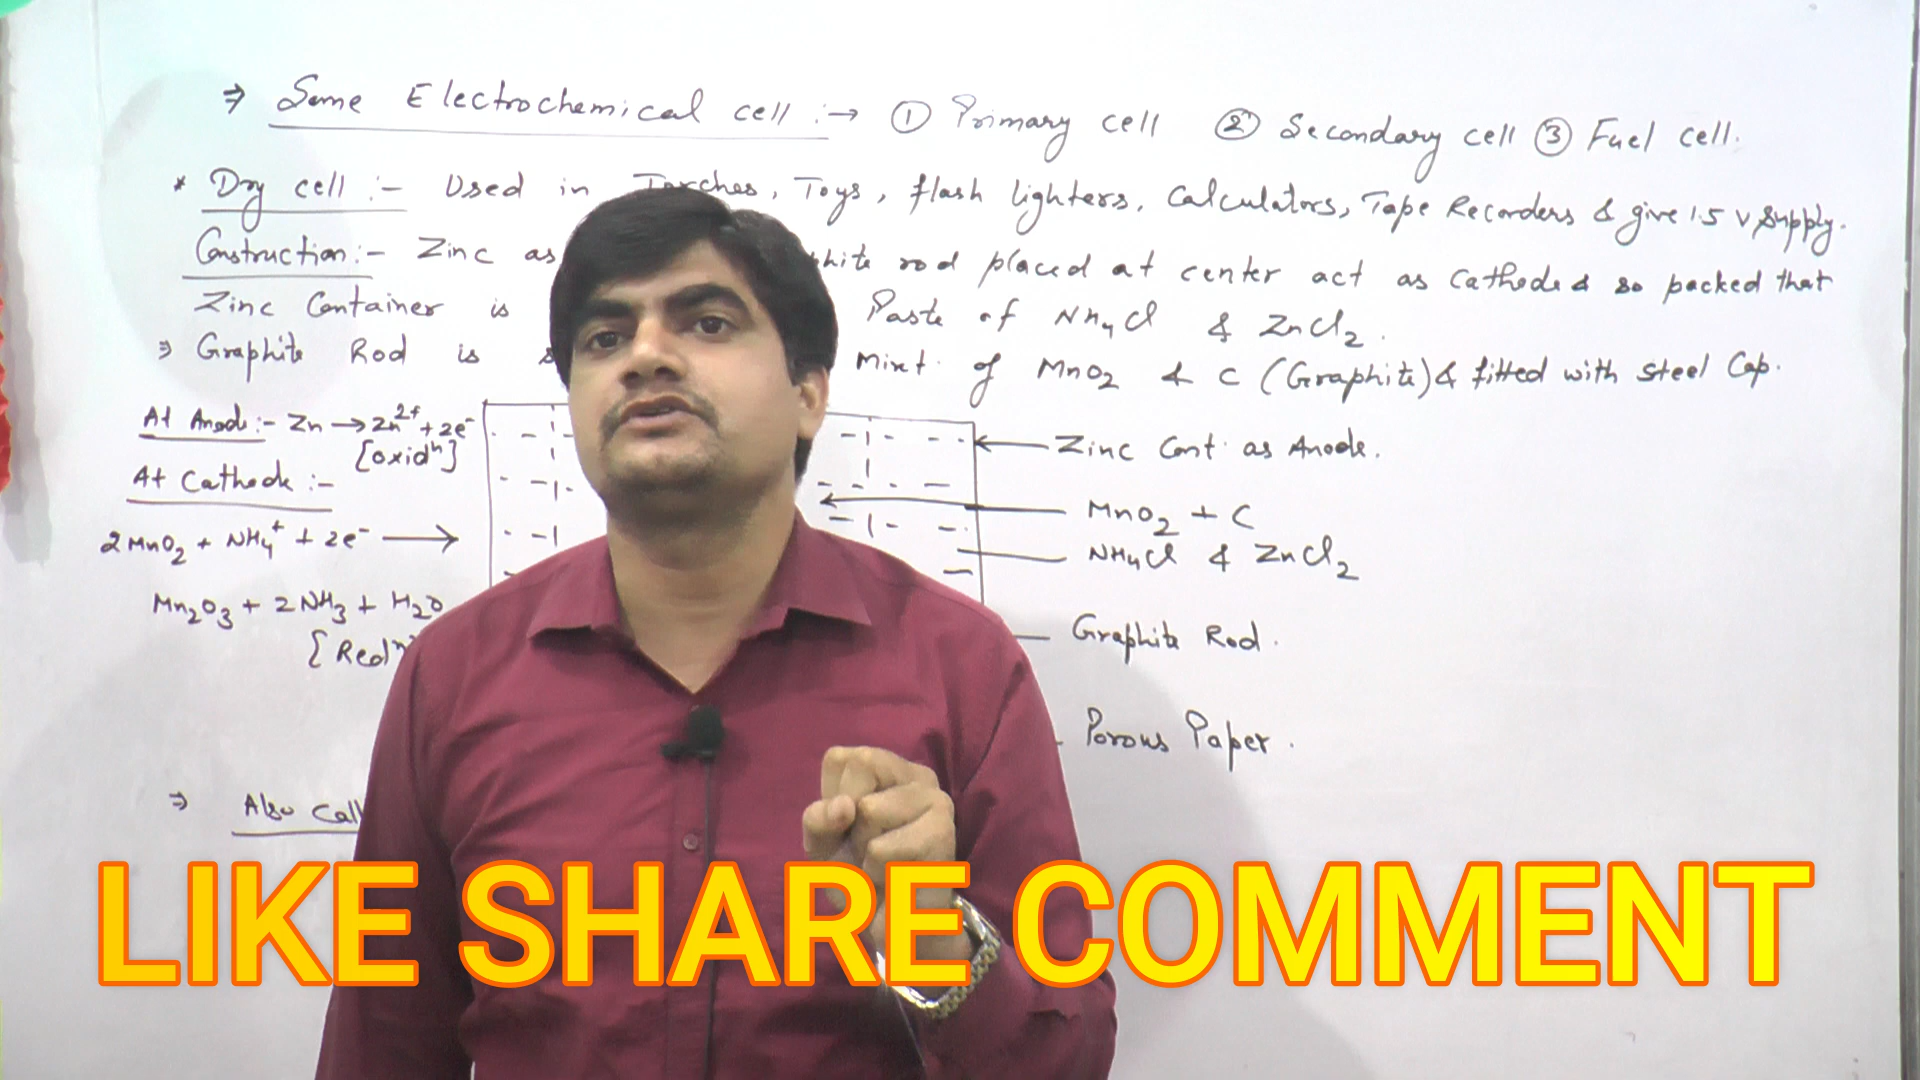 ⇒ Some Electrochemical cell :→ ① Primary cell ② Secondary cell ③ Fuel cell.
* Dry cell :- Used in Torches, Toys, flash lighters, Calculators, Tape Recorders & give 1.5 V supply.
Construction :- Zinc as hite rod placed at center act as Cathode & so packed that
Zinc Container is Paste of NH4Cl & ZnCl2.
⇒ Graphite Rod is Mixt. of MnO2 & C (Graphite) & fitted with Steel Cap.
At Anode :- Zn → Zn2+ + 2e-
[oxidn]
At Cathode :-
2MnO2 + NH4+ + 2e- →
Mn2O3 + 2NH3 + H2O
[Redn
Zinc Cont. as Anode.
MnO2 + C
NH4Cl & ZnCl2
Graphite Rod.
Porous Paper.
⇒ Also Call
LIKE SHARE COMMENT